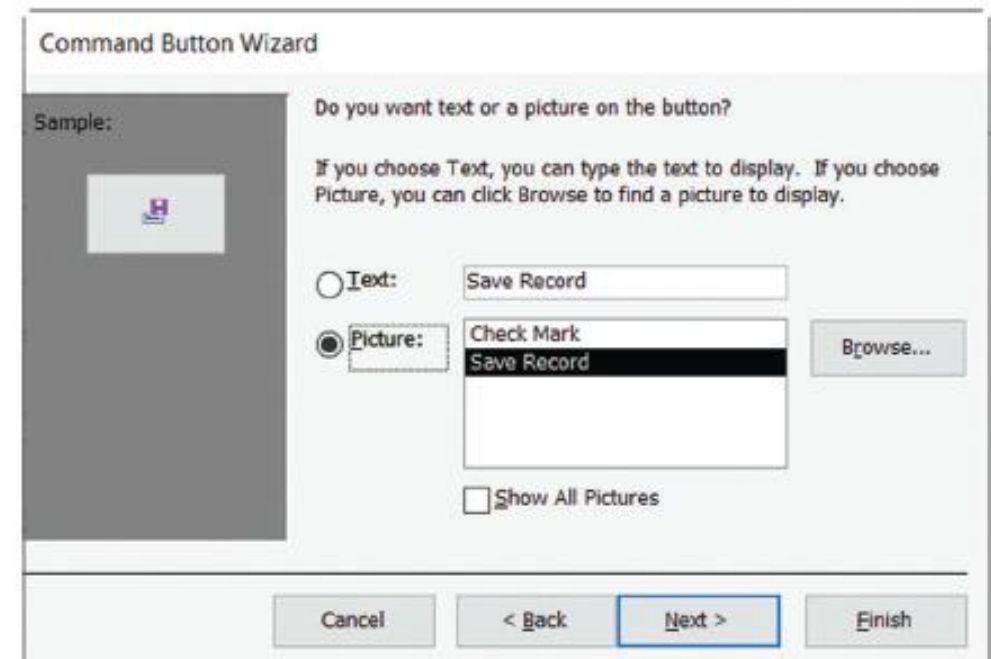 Command Button Wizard
Sample:
Do you want text or a picture on the button?
If you choose Text, you can type the text to display. If you choose
Picture, you can click Browse to find a picture to display.
Text: Save Record
Picture: Check Mark
Save Record
Browse...
Show All Pictures
Cancel < Back Next > Finish